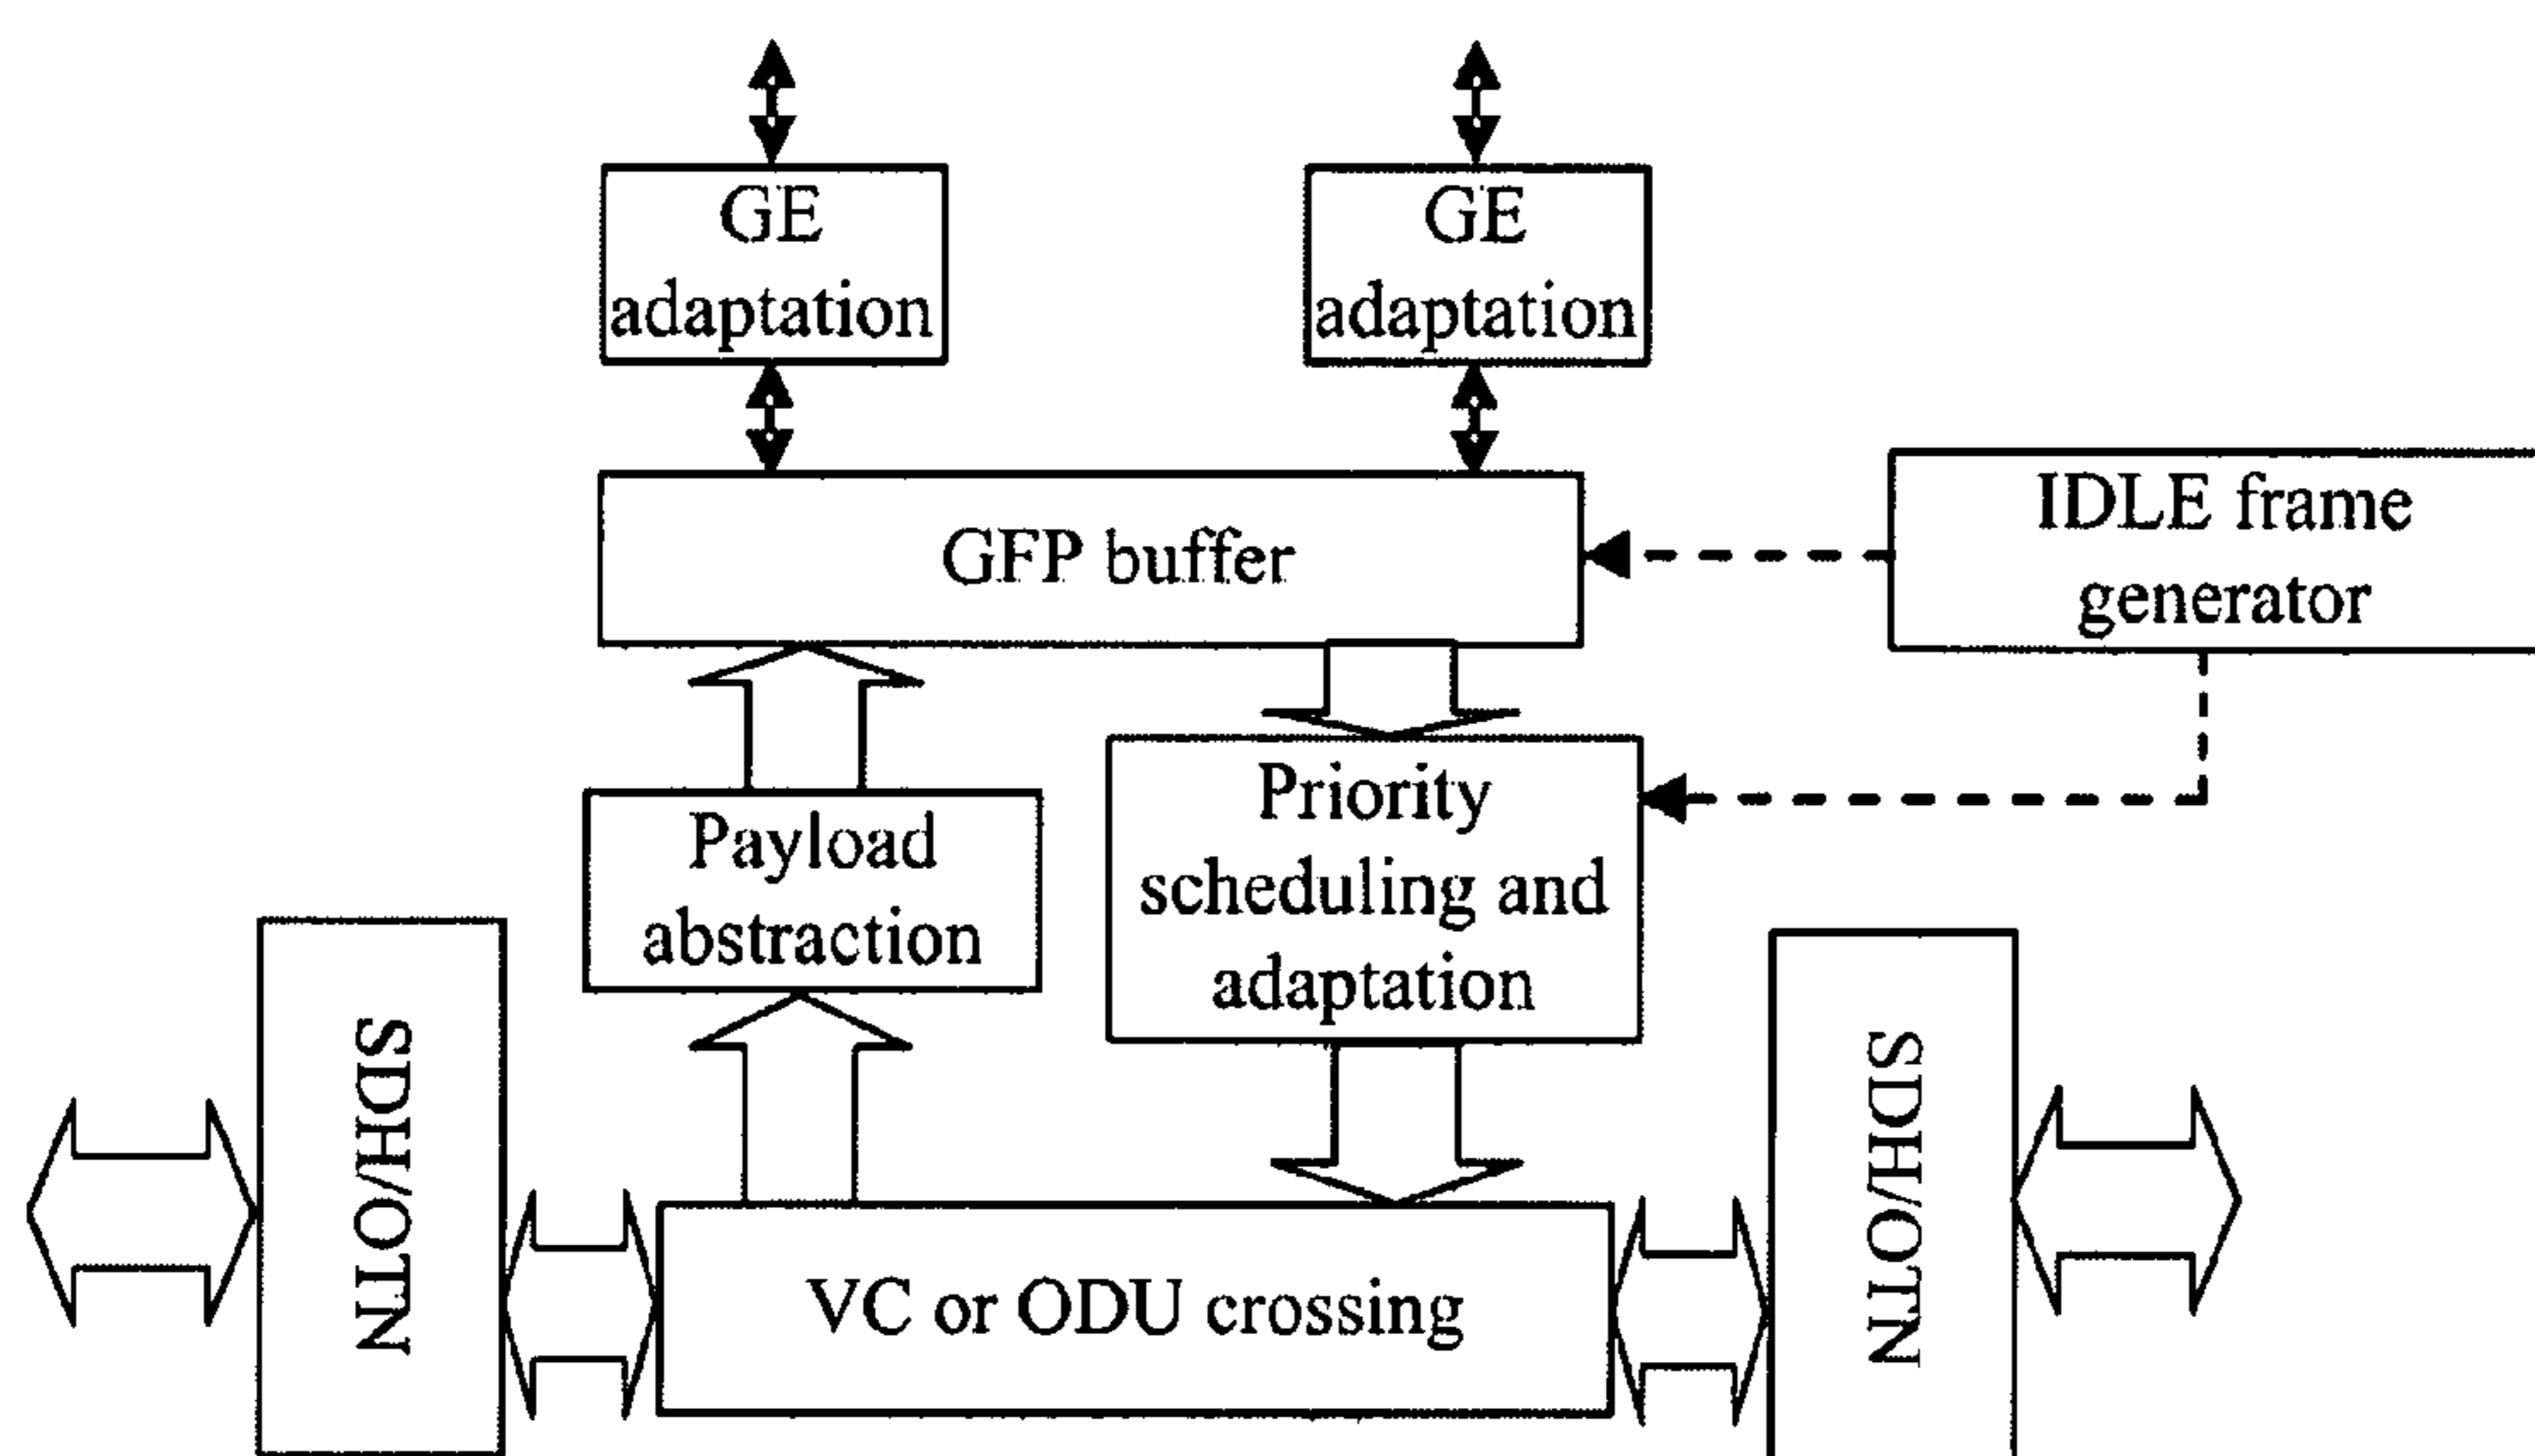 GE
adaptation
GE
adaptation
GFP buffer
IDLE frame
generator
Payload
abstraction
Priority
scheduling and
adaptation
SDH/OTN
VC or ODU crossing
SDH/OTN